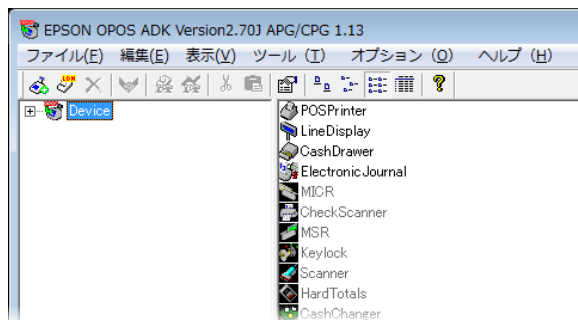 EPSON OPOS ADK Version2.70J APG/CPG 1.13
ファイル(F) 編集(E) 表示(V) ツール (T) オプション (O) ヘルプ (H)
Device
POSPrinter
LineDisplay
CashDrawer
ElectronicJournal
MICR
CheckScanner
MSR
Keylock
Scanner
HardTotals
CashChanger